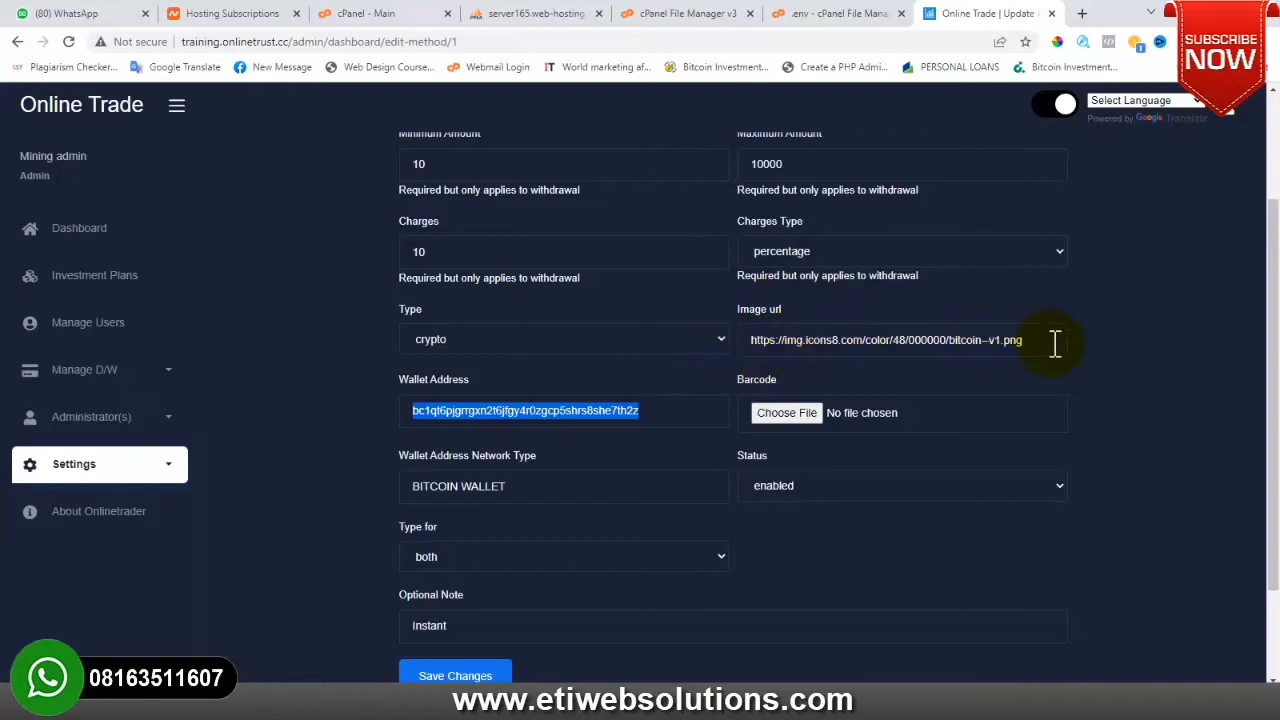 (80) WhatsApp
Hosting Subscriptions
cPanel - Main
server165.web-hosting
cPanel File Manager v3
.env - cPanel File Mana
Online Trade | Update
Not secure | training.onlinetrust.cc/admin/dashboard/edit-method/1
Plagiarism Checker...
Google Translate
New Message
Web Design Course...
Web Design
World marketing af...
Bitcoin Investment...
Create a PHP Admi...
PERSONAL LOANS
Bitcoin Investment...
SUBSCRIBE
NOW
Online Trade
Select Language
Powered by Google Translate
Mining admin
Admin
Dashboard
Investment Plans
Manage Users
Manage D/W
Administrator(s)
Settings
About Onlinetrader
Minimum Amount
Maximum Amount
10
10000
Required but only applies to withdrawal
Required but only applies to withdrawal
Charges
Charges Type
10
percentage
Required but only applies to withdrawal
Required but only applies to withdrawal
Type
Image url
crypto
https://img.icons8.com/color/48/000000/bitcoin--v1.png
Wallet Address
Barcode
bc1qt6pjgrrgxn2t6jfgy4r0zgcp5shrs8she7th2z
Choose File No file chosen
Wallet Address Network Type
Status
BITCOIN WALLET
enabled
Type for
both
Optional Note
Instant
Save Changes
08163511607
www.etiwebsolutions.com